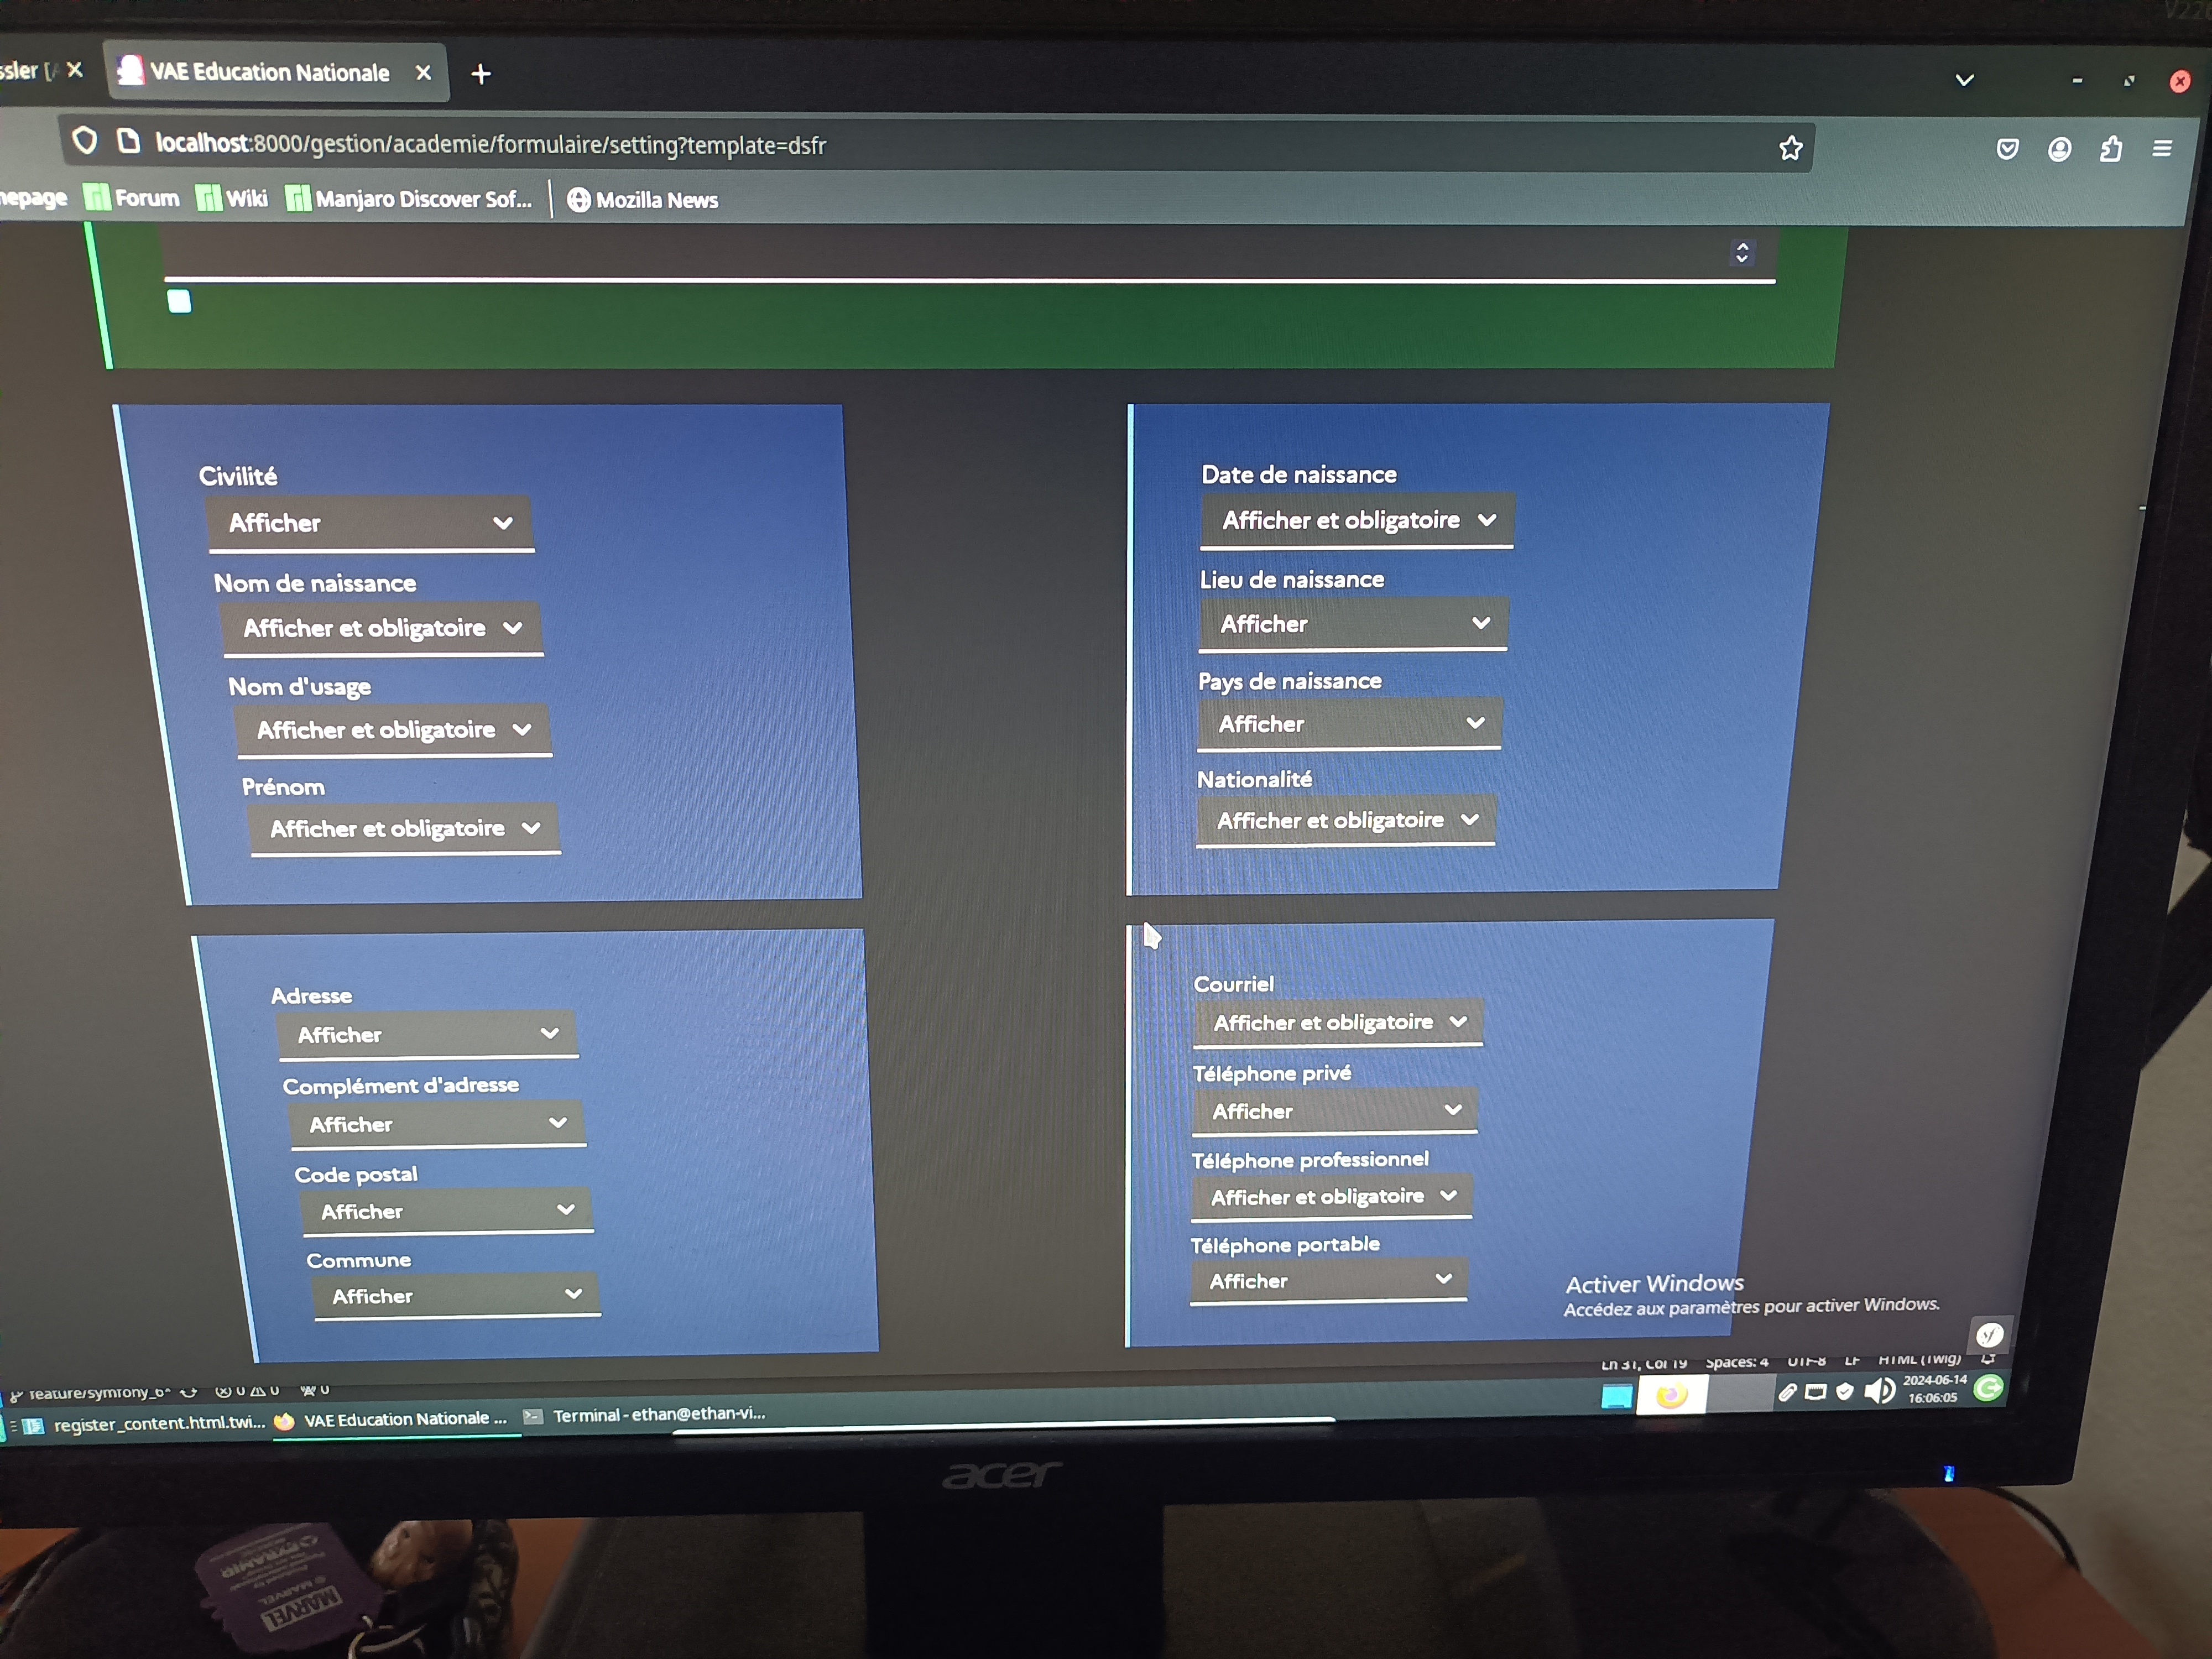 VAE Education Nationale
localhost:8000/gestion/academie/formulaire/setting?template=dsfr
Forum Wiki Manjaro Discover Sof... Mozilla News
Civilité
Afficher
Nom de naissance
Afficher et obligatoire
Nom d'usage
Afficher et obligatoire
Prénom
Afficher et obligatoire
Date de naissance
Afficher et obligatoire
Lieu de naissance
Afficher
Pays de naissance
Afficher
Nationalité
Afficher et obligatoire
Adresse
Afficher
Complément d'adresse
Afficher
Code postal
Afficher
Commune
Afficher
Courriel
Afficher et obligatoire
Téléphone privé
Afficher
Téléphone professionnel
Afficher et obligatoire
Téléphone portable
Afficher
Activer Windows
Accédez aux paramètres pour activer Windows.
feature/symfony_6* 0 0 0 Ln 31, Col 19 Spaces: 4 UTF-8 LF HTML (Twig)
register_content.html.twi... VAE Education Nationale ... Terminal - ethan@ethan-vi... 2024-06-14
16:06:05
acer
PYRAMID
MARVEL
MARVEL